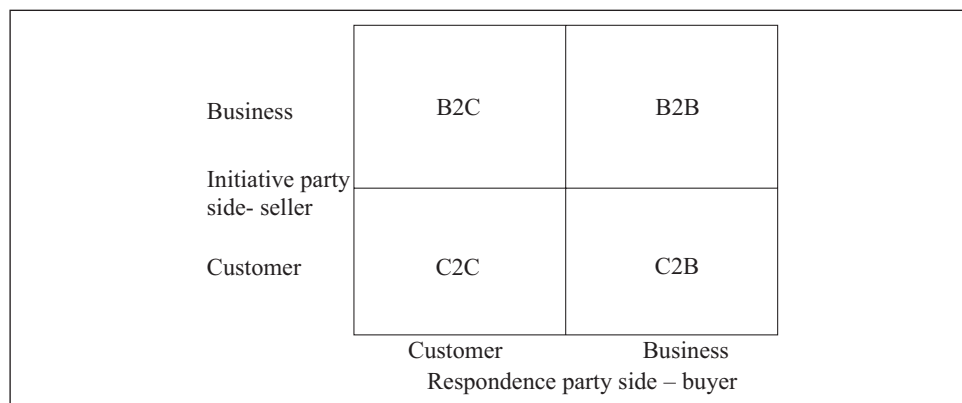 Business
B2C
B2B
Initiative party
side- seller
Customer
C2C
C2B
Customer
Business
Respondence party side – buyer